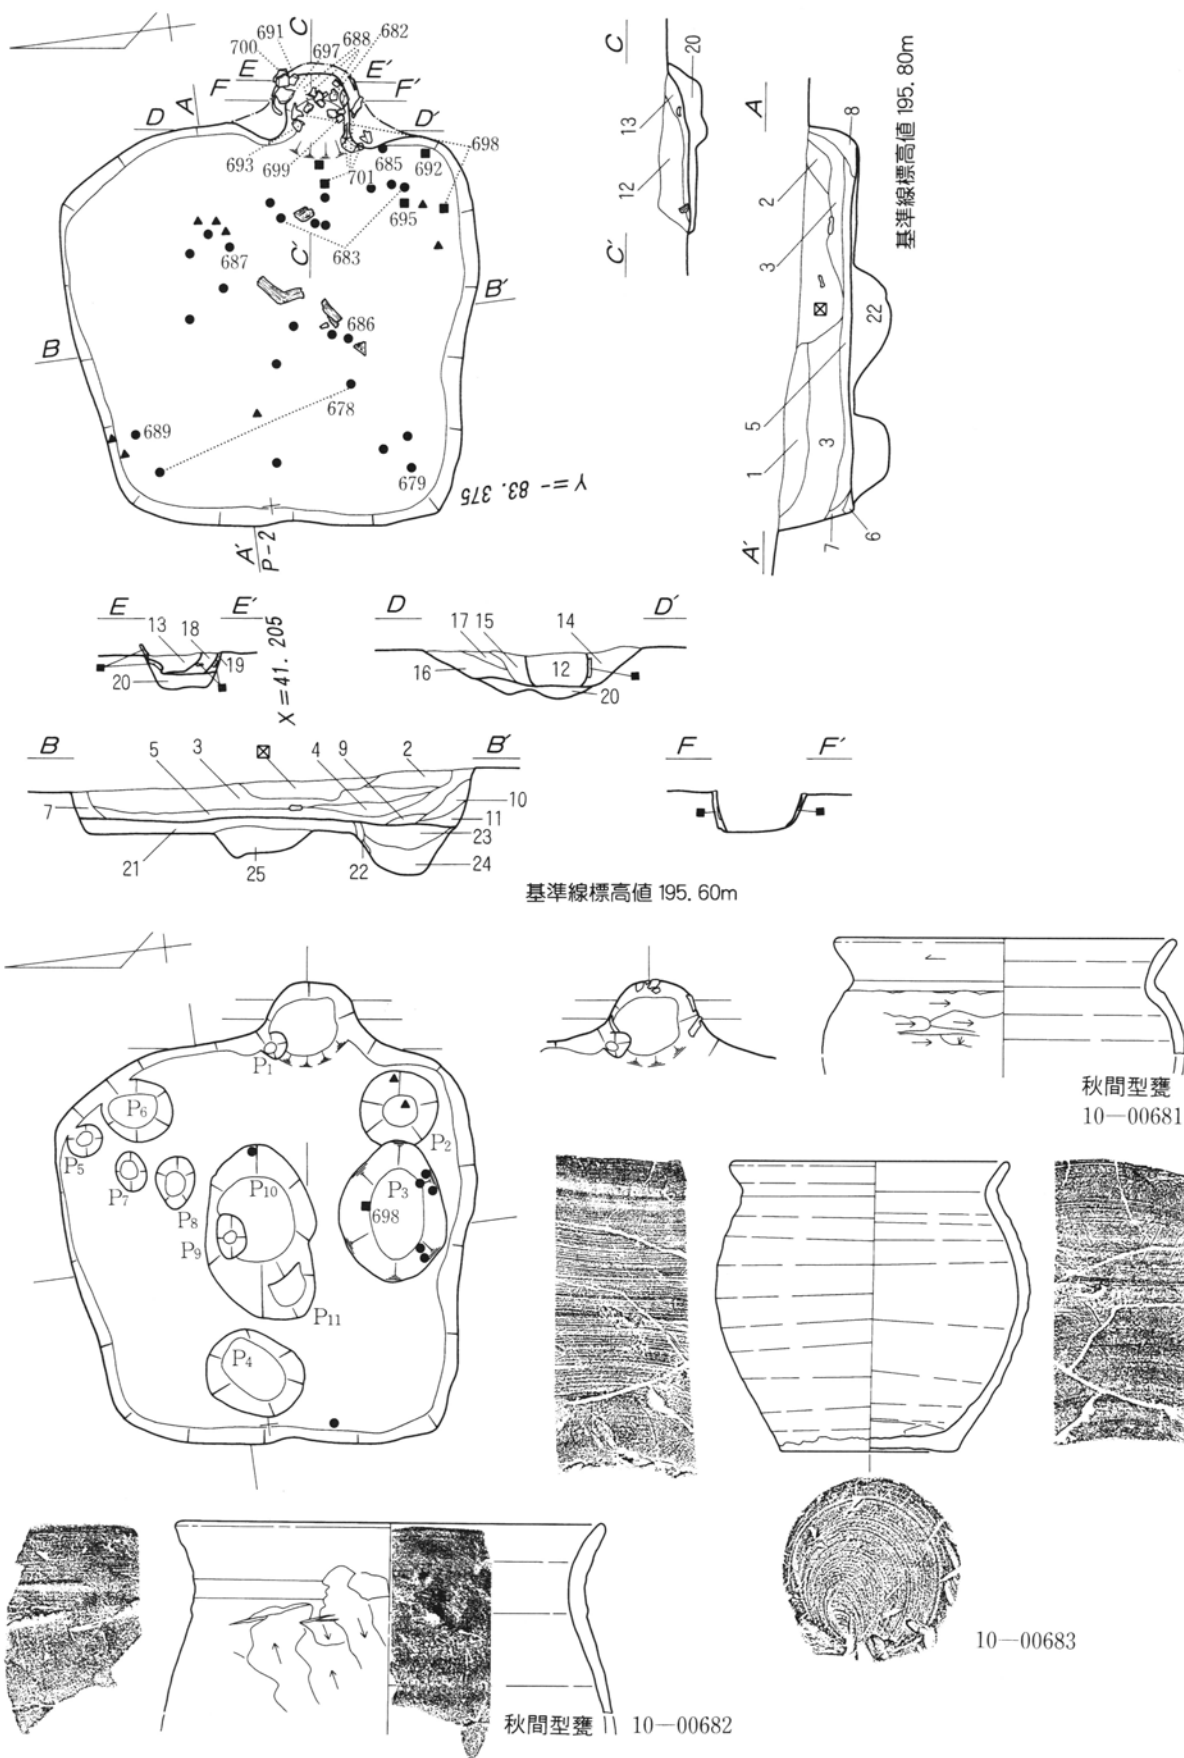 C
691
700
697
688
682
E
E'
F
F'
A
D
D'
693
699
701
685
692
698
695
687
C'
683
B'
686
B
678
689
679
Y=- 83. 375
A'
P-2
X=41. 205
C
20
13
12
C'
A
8
2
3
22
5
3
1
7
6
A'
基準線標高値 195. 80m
E
E'
13
18
19
20
D
D'
17
15
14
16
12
20
B
B'
5
3
4
9
2
7
10
11
23
21
25
22
24
F
F'
基準線標高値 195. 60m
P1
P6
P5
P7
P8
P2
P10
P3
698
P9
P11
P4
秋間型甕
10—00681
10—00683
秋間型甕 10—00682